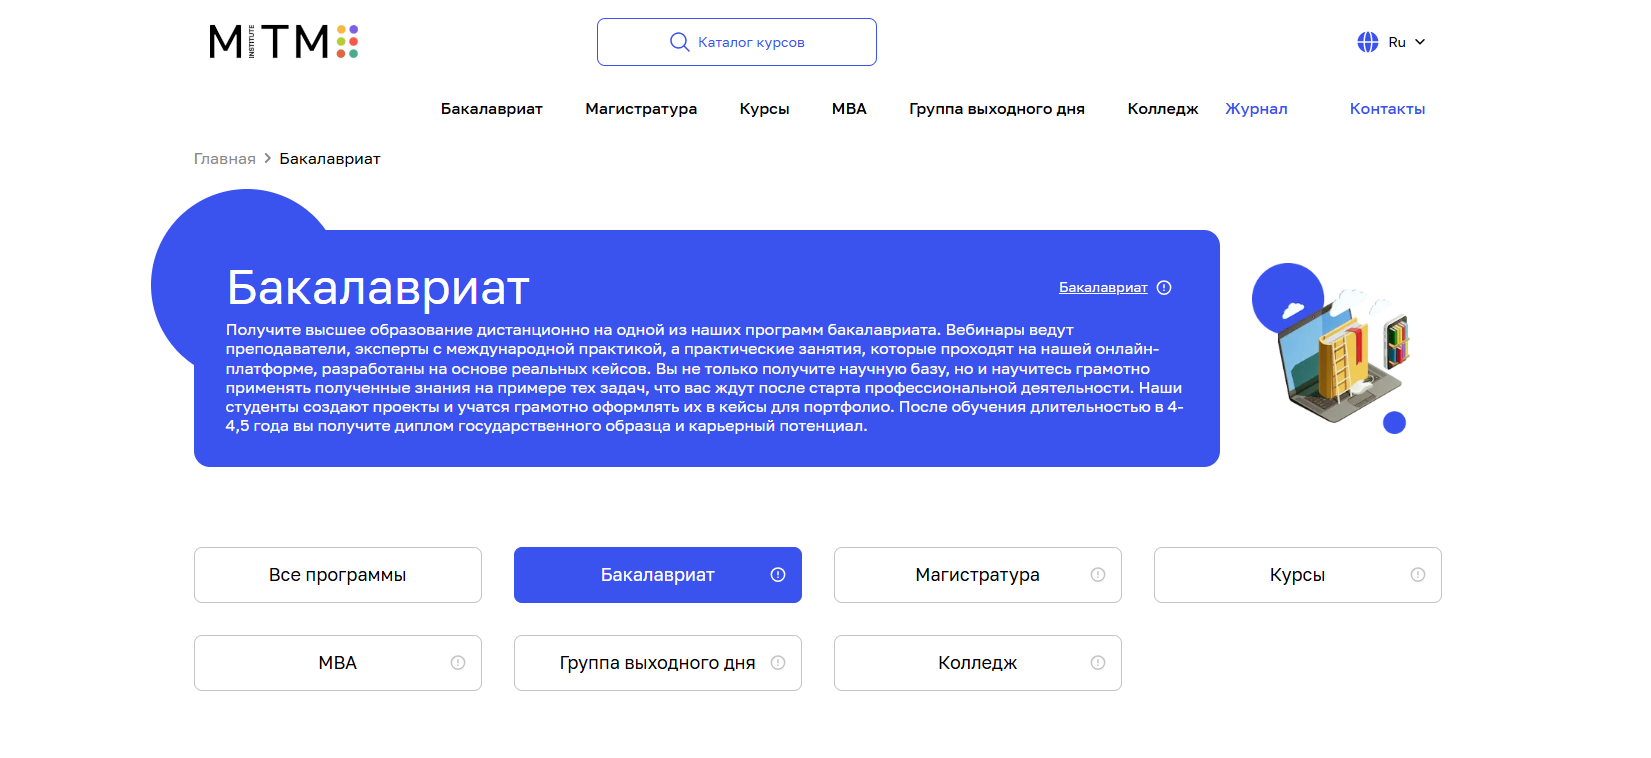 MITM INSTITUTE
Каталог курсов
Ru
Бакалавриат Магистратура Курсы MBA Группа выходного дня Колледж Журнал Контакты
Главная > Бакалавриат
Бакалавриат
Бакалавриат
Получите высшее образование дистанционно на одной из наших программ бакалавриата. Вебинары ведут
преподаватели, эксперты с международной практикой, а практические занятия, которые проходят на нашей онлайн-
платформе, разработаны на основе реальных кейсов. Вы не только получите научную базу, но и научитесь грамотно
применять полученные знания на примере тех задач, что вас ждут после старта профессиональной деятельности. Наши
студенты создают проекты и учатся грамотно оформлять их в кейсы для портфолио. После обучения длительностью в 4-
4,5 года вы получите диплом государственного образца и карьерный потенциал.
Все программы
Бакалавриат
Магистратура
Курсы
MBA
Группа выходного дня
Колледж